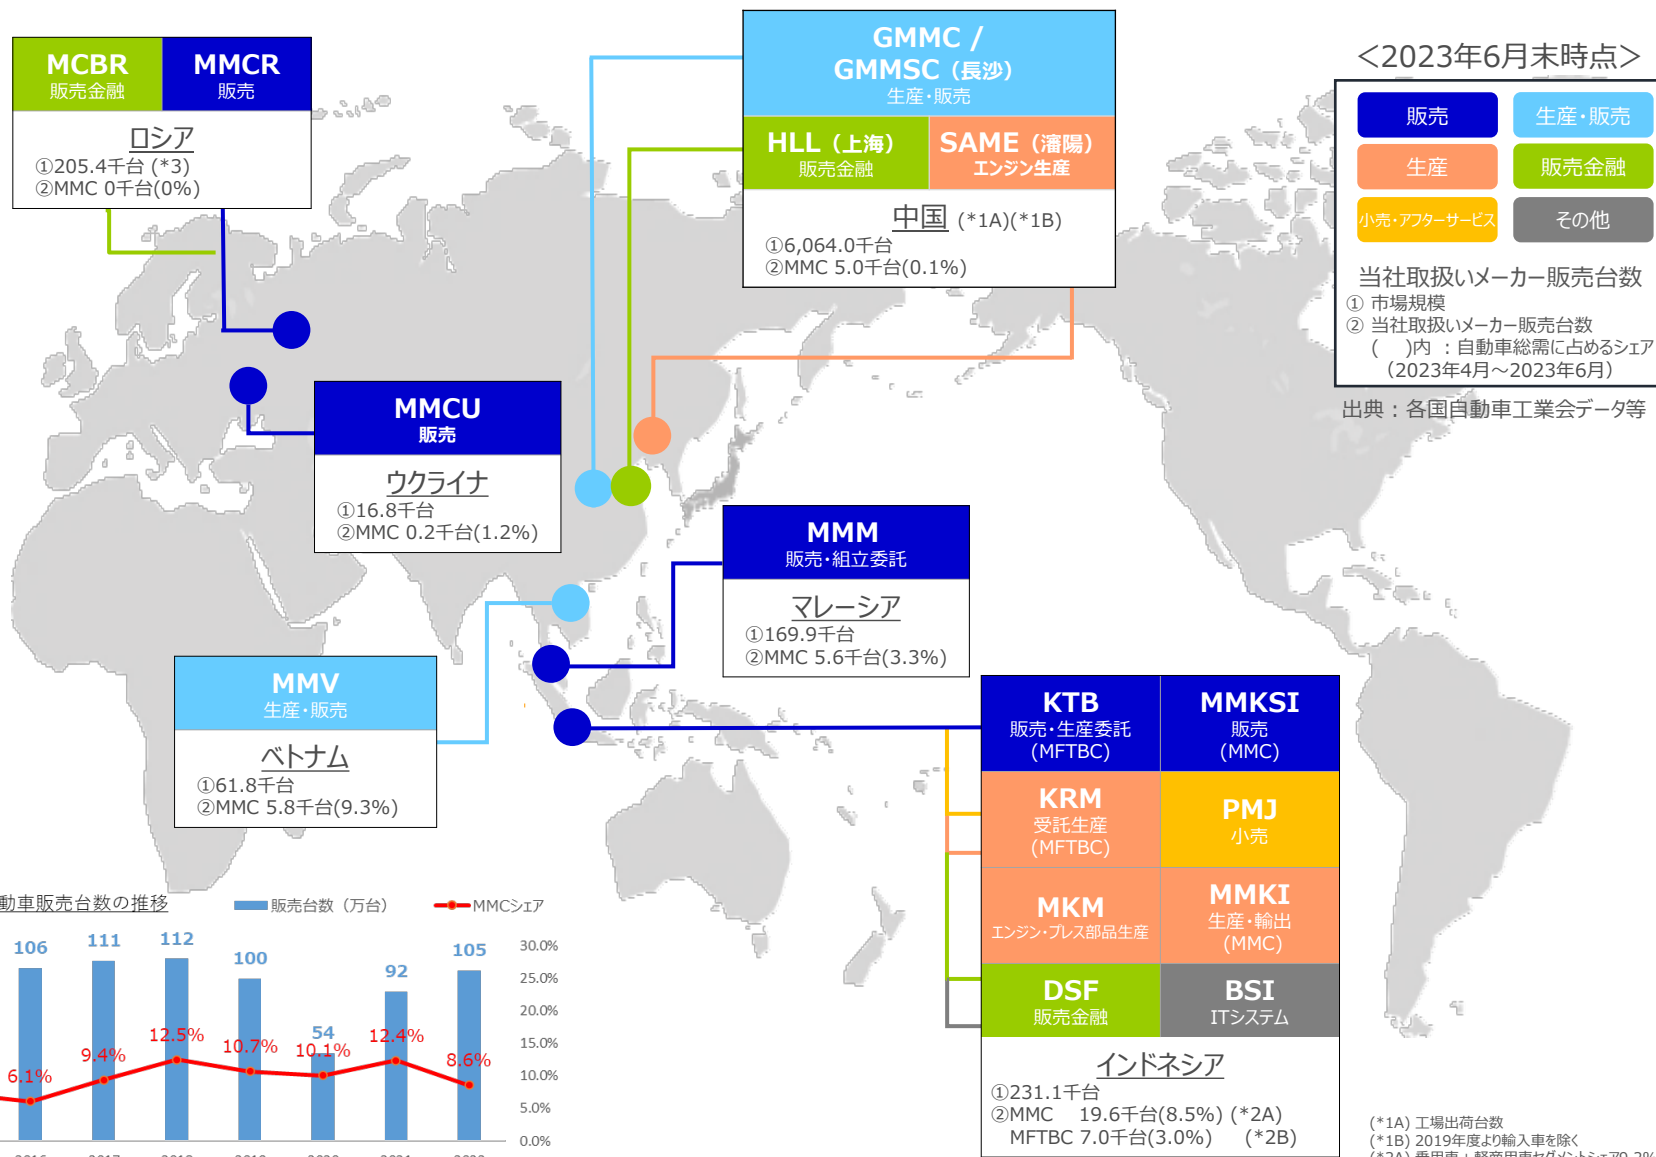 MCBR
販売金融
MMCR
販売
ロシア
①205.4千台 (*3)
②MMC 0千台(0%)
GMMC /
GMMSC (長沙)
生産・販売
HLL (上海)
販売金融
SAME (瀋陽)
エンジン生産
中国 (*1A)(*1B)
①6,064.0千台
②MMC 5.0千台(0.1%)
<2023年6月末時点>
販売
生産・販売
生産
販売金融
小売・アフターサービス
その他
当社取扱いメーカー販売台数
① 市場規模
② 当社取扱いメーカー販売台数
( )内 : 自動車総需に占めるシェア
(2023年4月~2023年6月)
出典 : 各国自動車工業会データ等
MMCU
販売
ウクライナ
①16.8千台
②MMC 0.2千台(1.2%)
MMM
販売・組立委託
マレーシア
①169.9千台
②MMC 5.6千台(3.3%)
MMV
生産・販売
ベトナム
①61.8千台
②MMC 5.8千台(9.3%)
KTB
販売・生産委託
(MFTBC)
MMKSI
販売
(MMC)
KRM
受託生産
(MFTBC)
PMJ
小売
MKM
エンジン・プレス部品生産
MMKI
生産・輸出
(MMC)
DSF
販売金融
BSI
ITシステム
インドネシア
①231.1千台
②MMC 19.6千台(8.5%) (*2A)
MFTBC 7.0千台(3.0%) (*2B)
動車販売台数の推移
販売台数（万台）
MMCシェア
106 111 112 100 54 92 105
6.1% 9.4% 12.5% 10.7% 10.1% 12.4% 8.6%
30.0%
25.0%
20.0%
15.0%
10.0%
5.0%
0.0%
(*1A) 工場出荷台数
(*1B) 2019年度より輸入車を除く